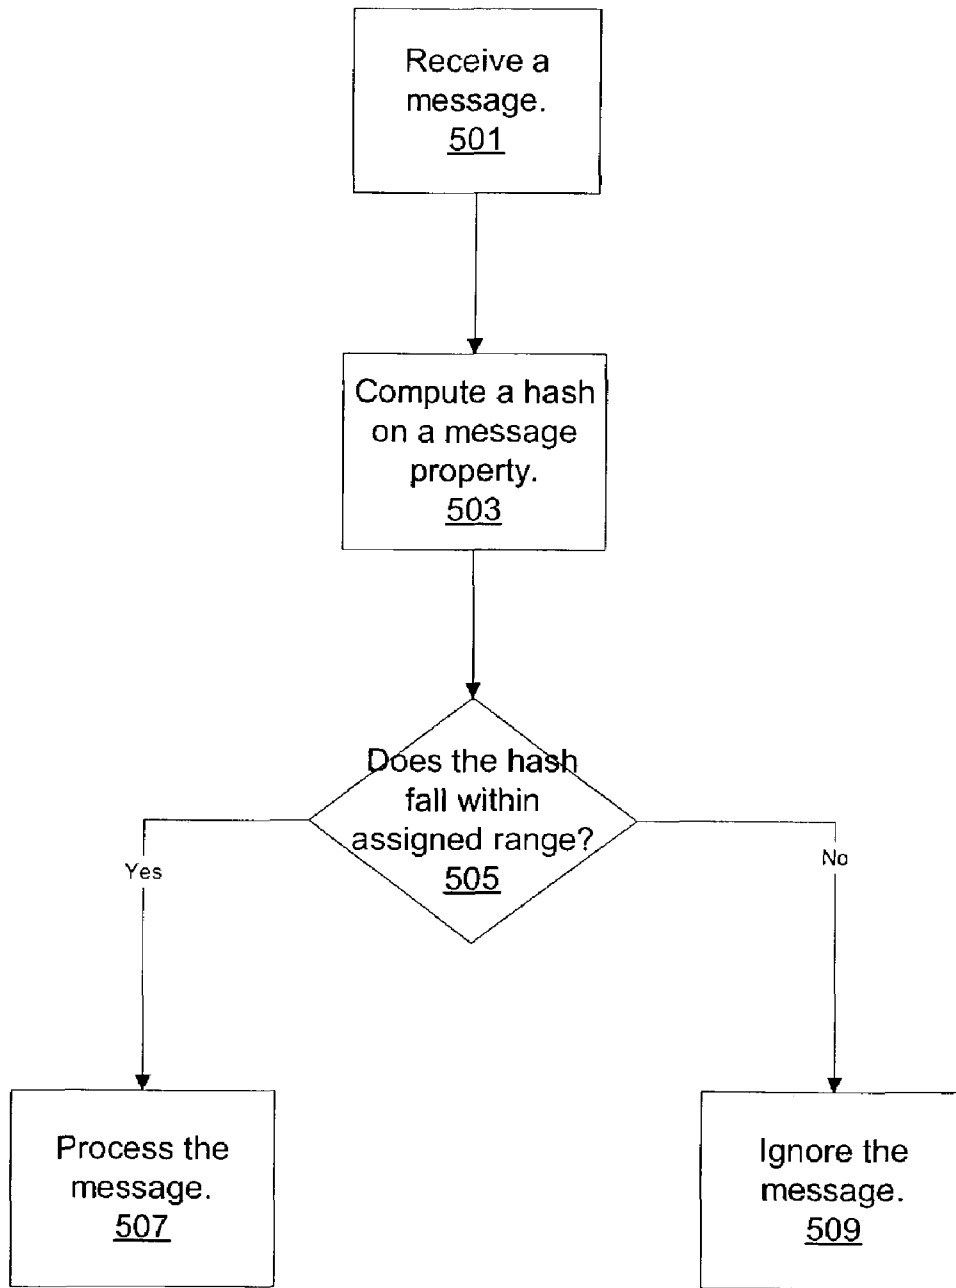 Receive a
message.
501
Compute a hash
on a message
property.
503
Does the hash
fall within
assigned range?
505
Yes
No
Process the
message.
507
Ignore the
message.
509